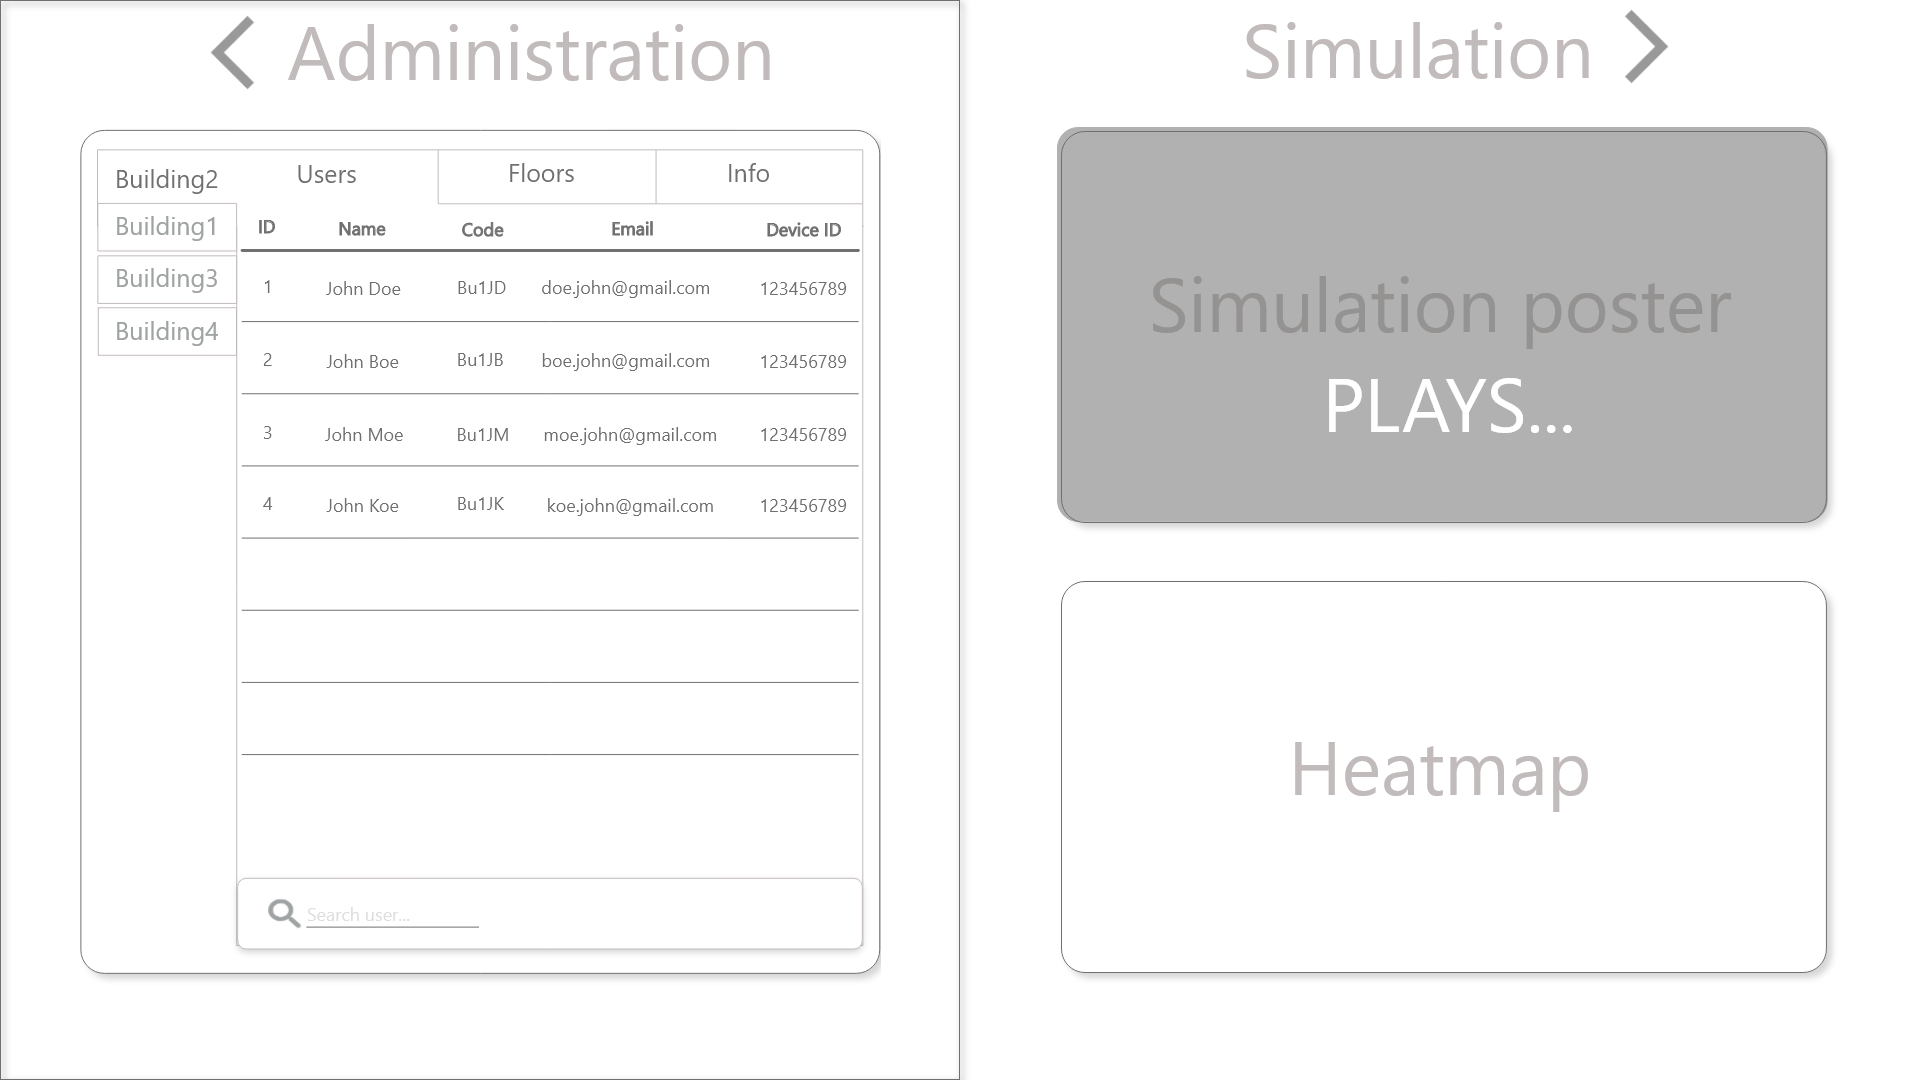 Administration
Building2
Building1
Building3
Building4
Users Floors Info
ID Name Code Email Device ID
1 John Doe Bu1JD doe.john@gmail.com 123456789
2 John Boe Bu1JB boe.john@gmail.com 123456789
3 John Moe Bu1JM moe.john@gmail.com 123456789
4 John Koe Bu1JK koe.john@gmail.com 123456789
Search user...
Simulation
Simulation poster
PLAYS...
Heatmap